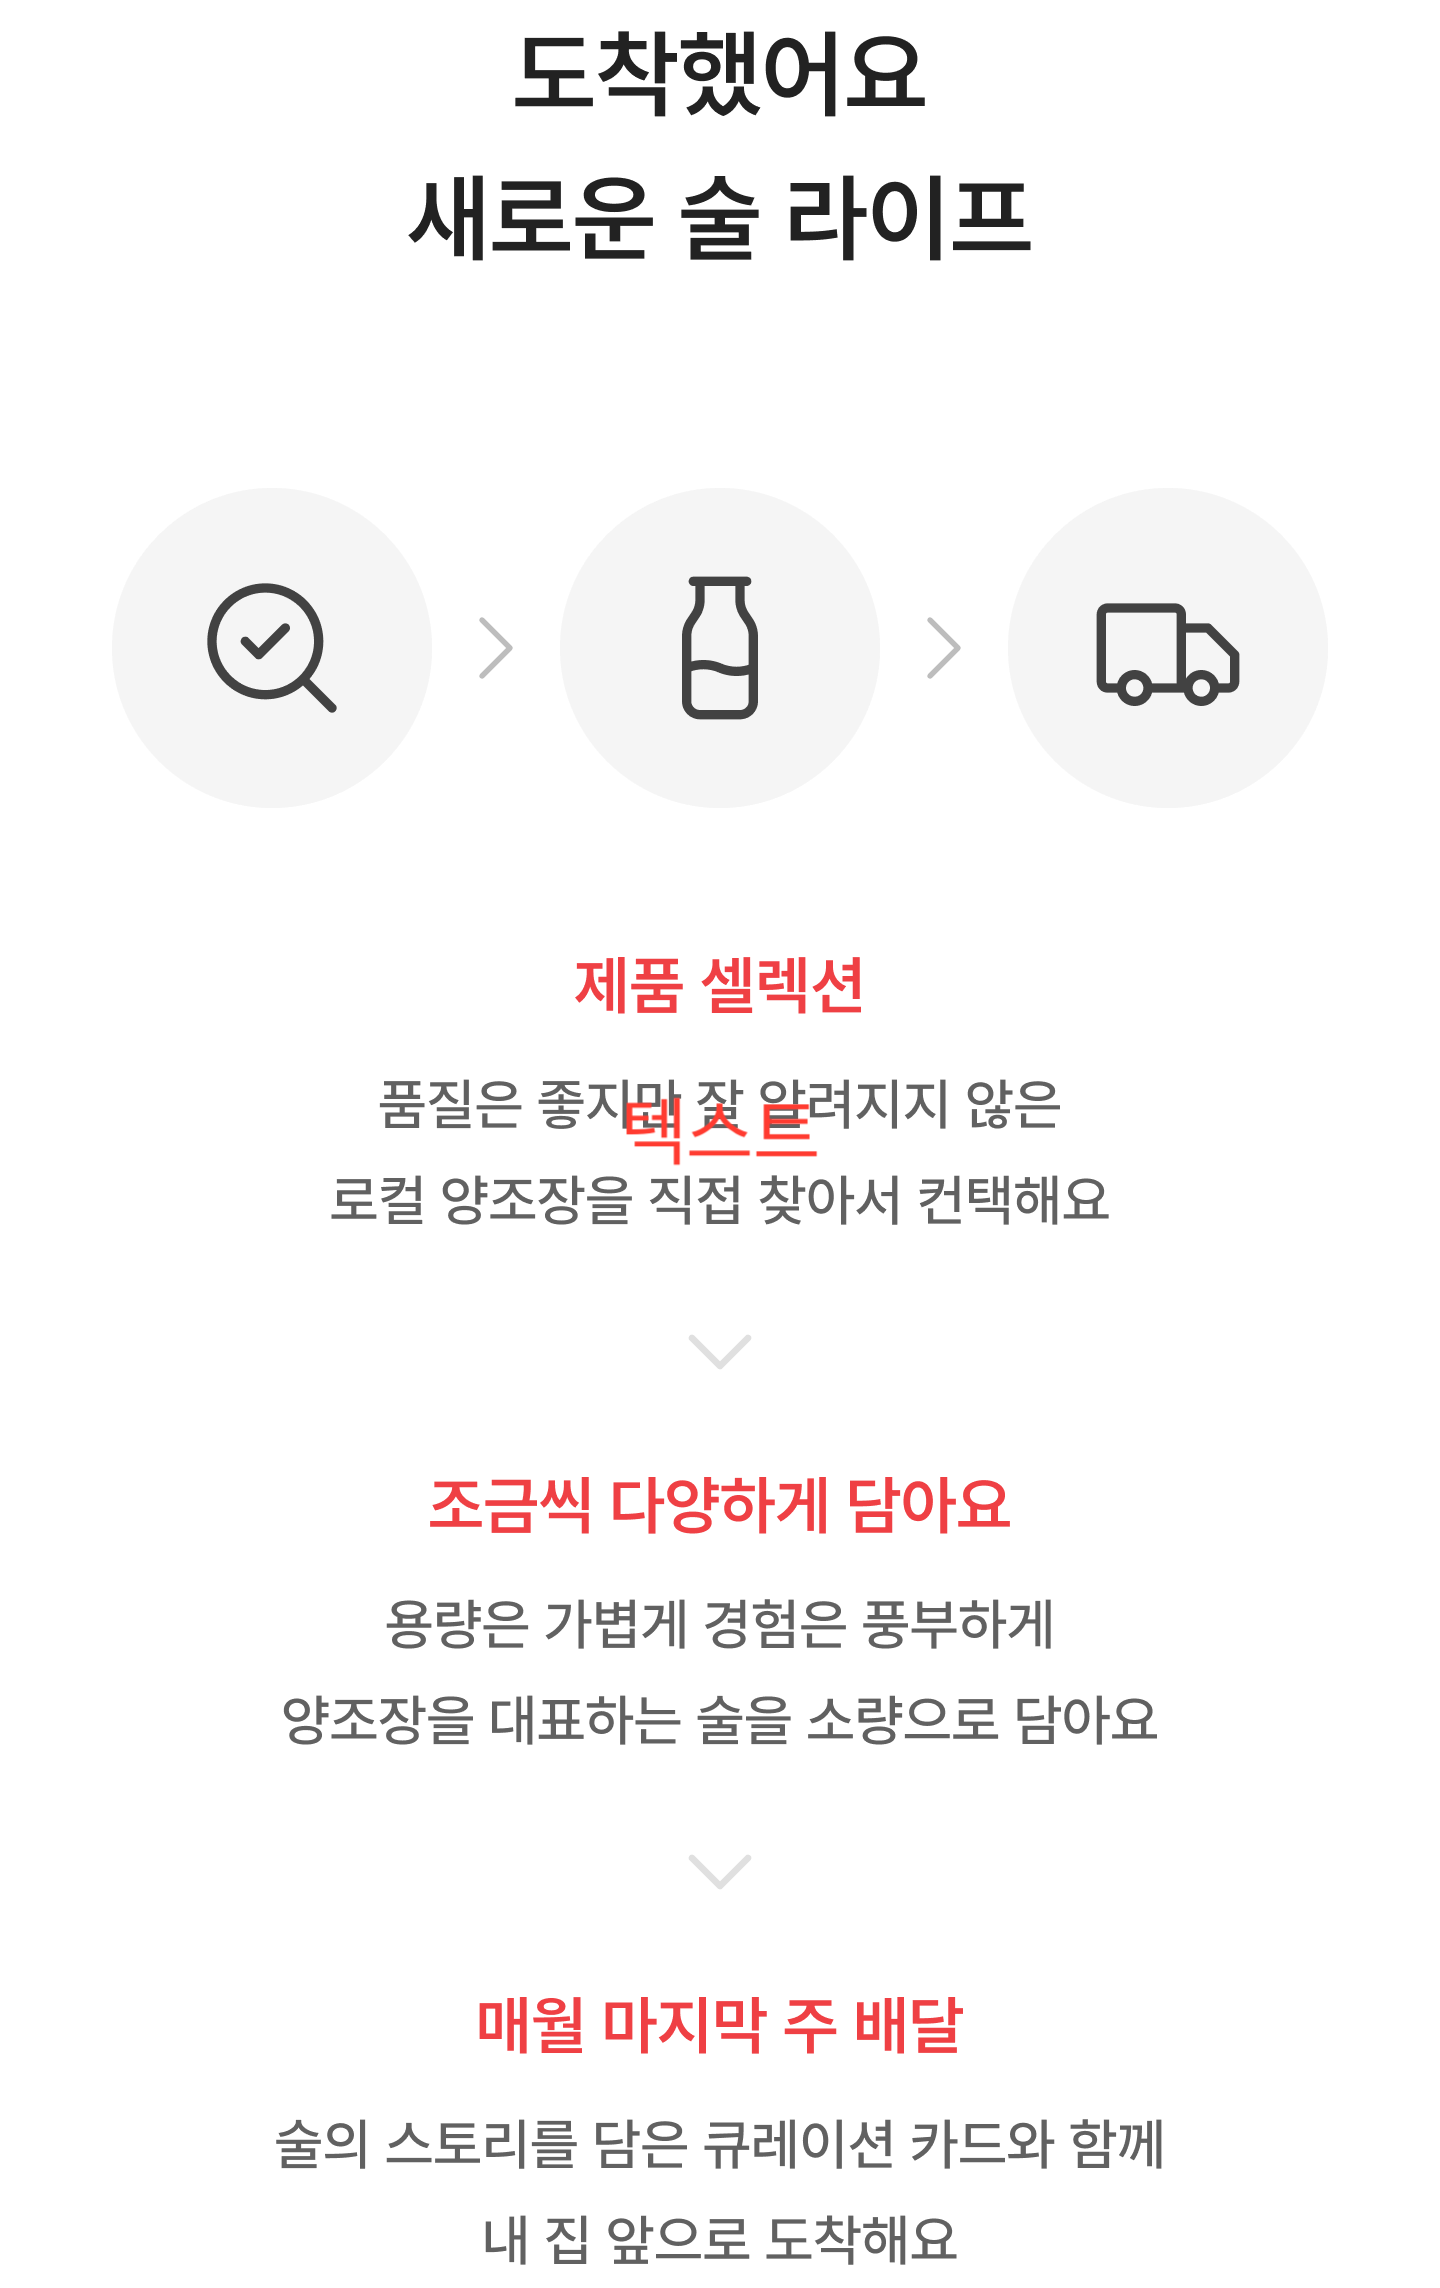 도착했어요
새로운 술 라이프
제품 셀렉션
품질은 좋지만 잘 알려지지 않은
텍스트
로컬 양조장을 직접 찾아서 컨택해요
조금씩 다양하게 담아요
용량은 가볍게 경험은 풍부하게
양조장을 대표하는 술을 소량으로 담아요
매월 마지막 주 배달
술의 스토리를 담은 큐레이션 카드와 함께
내 집 앞으로 도착해요